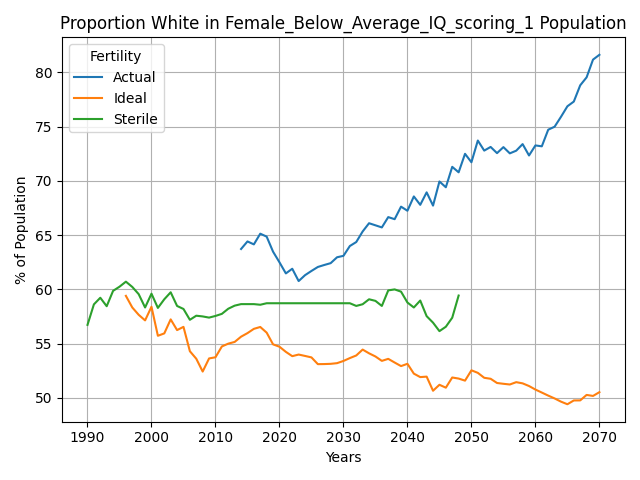 Proportion White in Female_Below_Average_IQ_scoring_1 Population
Fertility
Actual
Ideal
Sterile
% of Population
80
75
70
65
60
55
50
1990 2000 2010 2020 2030 2040 2050 2060 2070
Years